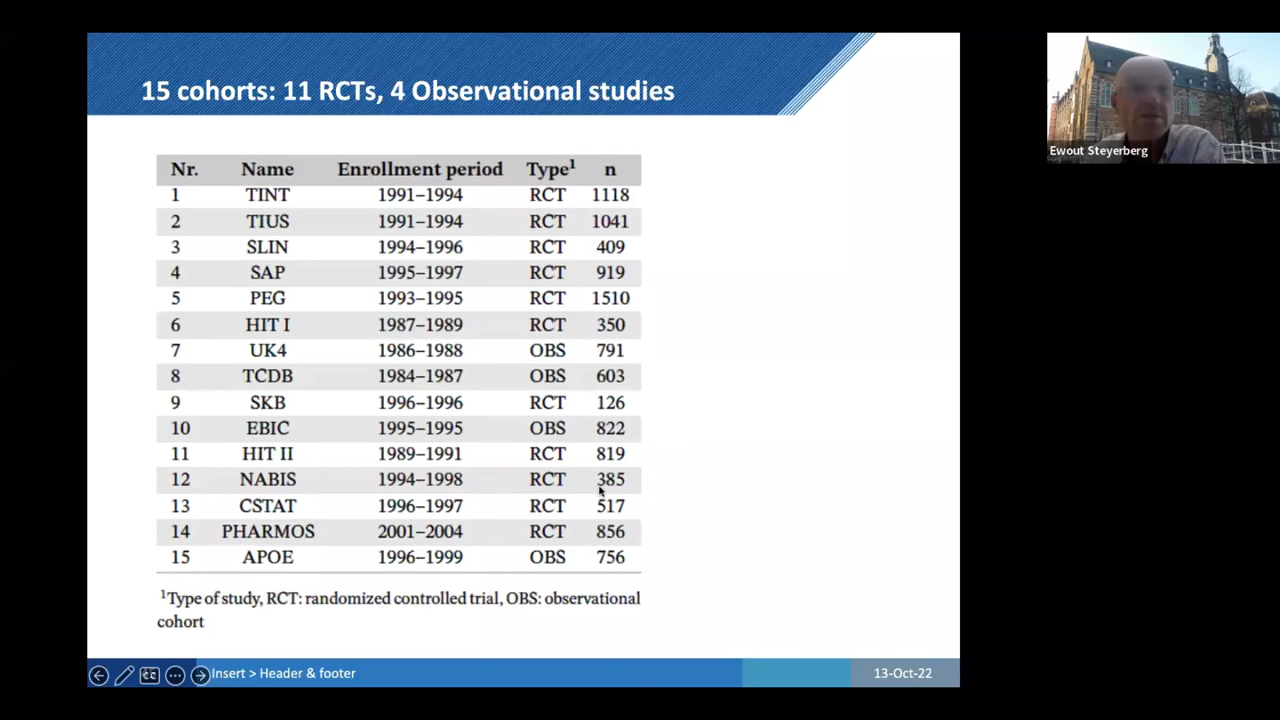 15 cohorts: 11 RCTs, 4 Observational studies
Ewout Steyerberg
Nr. Name Enrollment period Type¹ n
1 TINT 1991–1994 RCT 1118
2 TIUS 1991–1994 RCT 1041
3 SLIN 1994–1996 RCT 409
4 SAP 1995–1997 RCT 919
5 PEG 1993–1995 RCT 1510
6 HIT I 1987–1989 RCT 350
7 UK4 1986–1988 OBS 791
8 TCDB 1984–1987 OBS 603
9 SKB 1996–1996 RCT 126
10 EBIC 1995–1995 OBS 822
11 HIT II 1989–1991 RCT 819
12 NABIS 1994–1998 RCT 385
13 CSTAT 1996–1997 RCT 517
14 PHARMOS 2001–2004 RCT 856
15 APOE 1996–1999 OBS 756
¹Type of study, RCT: randomized controlled trial, OBS: observational
cohort
Insert > Header & footer
13-Oct-22